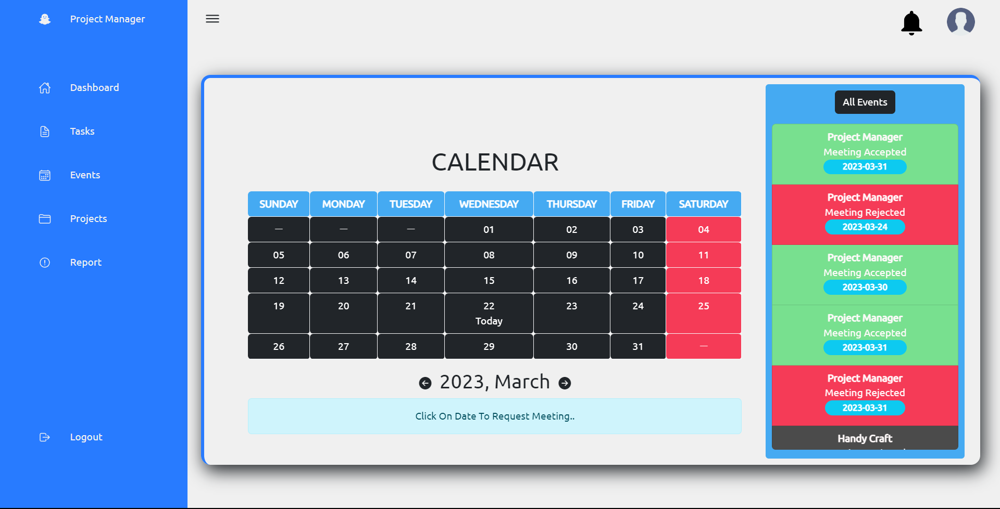 Project Manager
Dashboard
Tasks
Events
Projects
Report
Logout
CALENDAR
SUNDAY MONDAY TUESDAY WEDNESDAY THURSDAY FRIDAY SATURDAY
— — — 01 02 03 04
05 06 07 08 09 10 11
12 13 14 15 16 17 18
19 20 21 22 23 24 25
Today
26 27 28 29 30 31 —
2023, March
Click On Date To Request Meeting..
All Events
Project Manager
Meeting Accepted
2023-03-31
Project Manager
Meeting Rejected
2023-03-24
Project Manager
Meeting Accepted
2023-03-30
Project Manager
Meeting Accepted
2023-03-31
Project Manager
Meeting Rejected
2023-03-31
Handy Craft